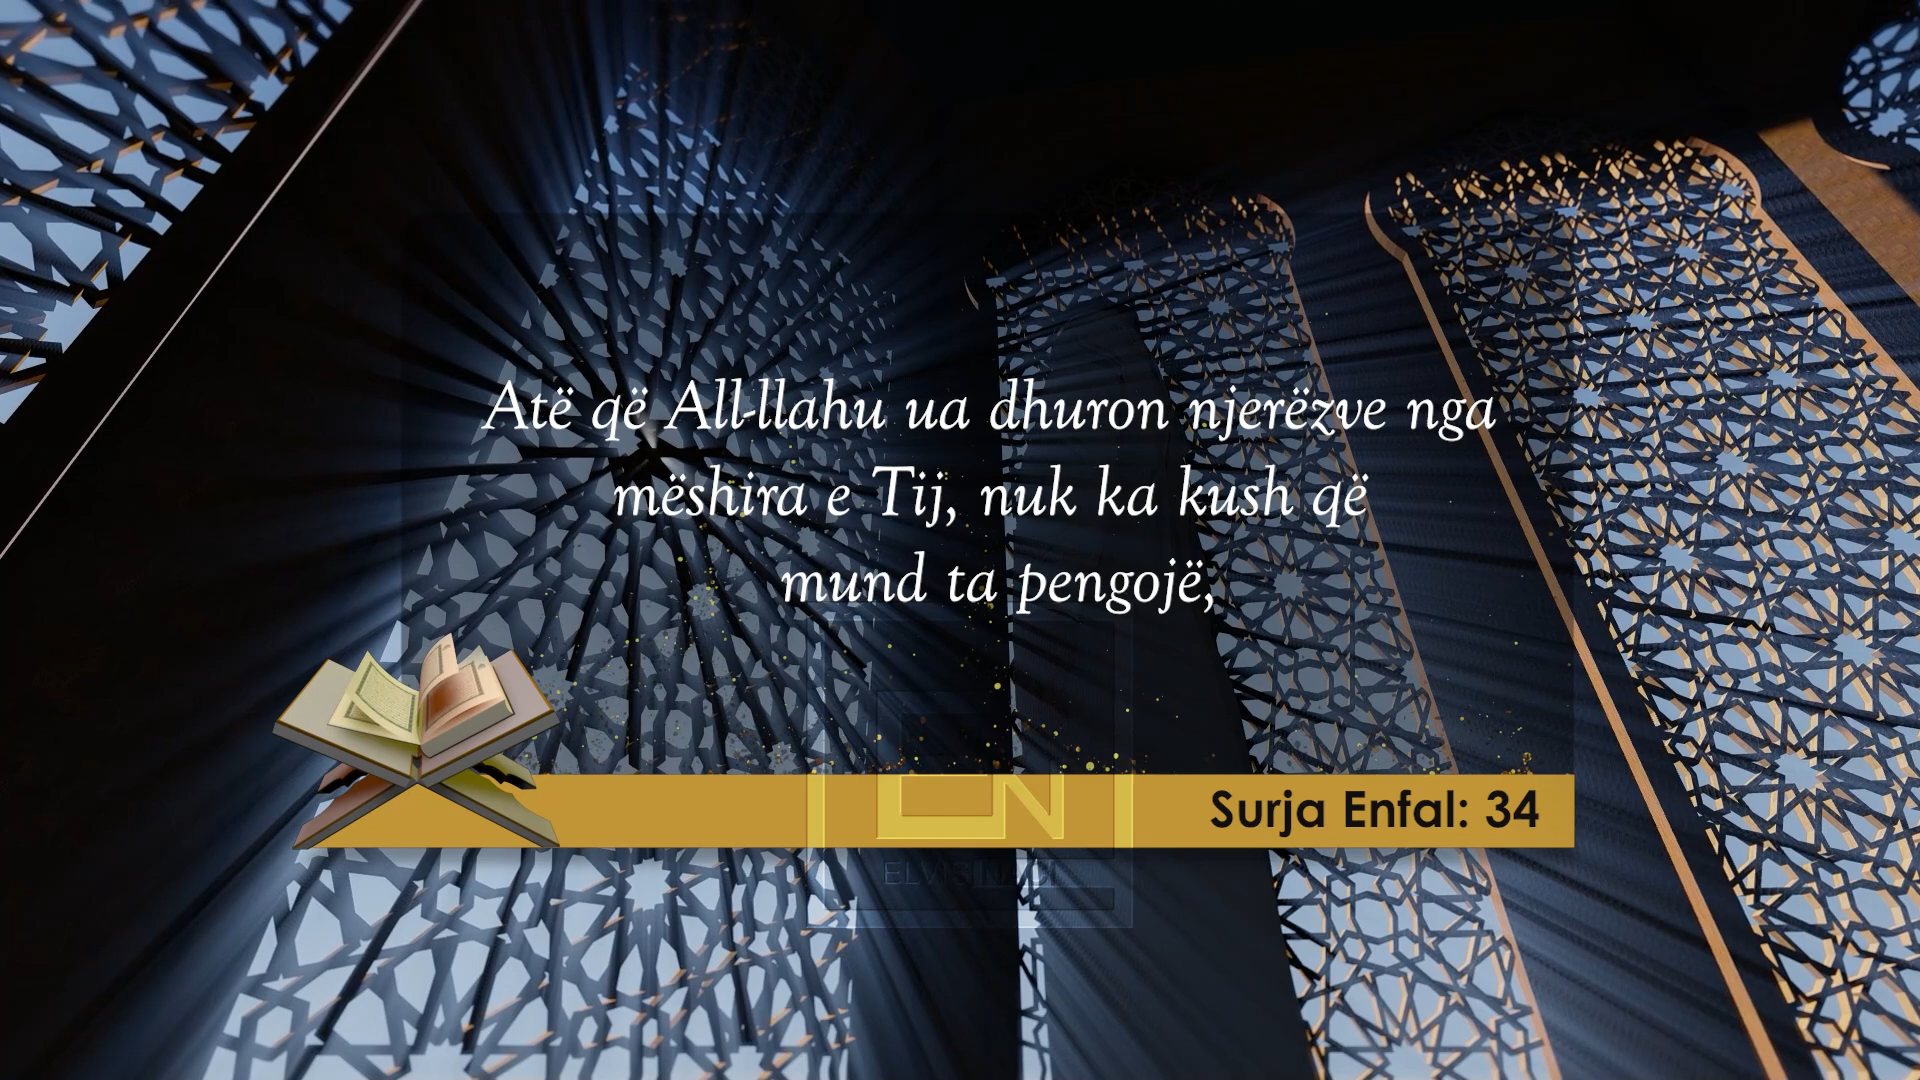 Atë që All-llahu ua dhuron njerëzve nga
mëshira e Tij, nuk ka kush që
mund ta pengojë,
Surja Enfal: 34
EN